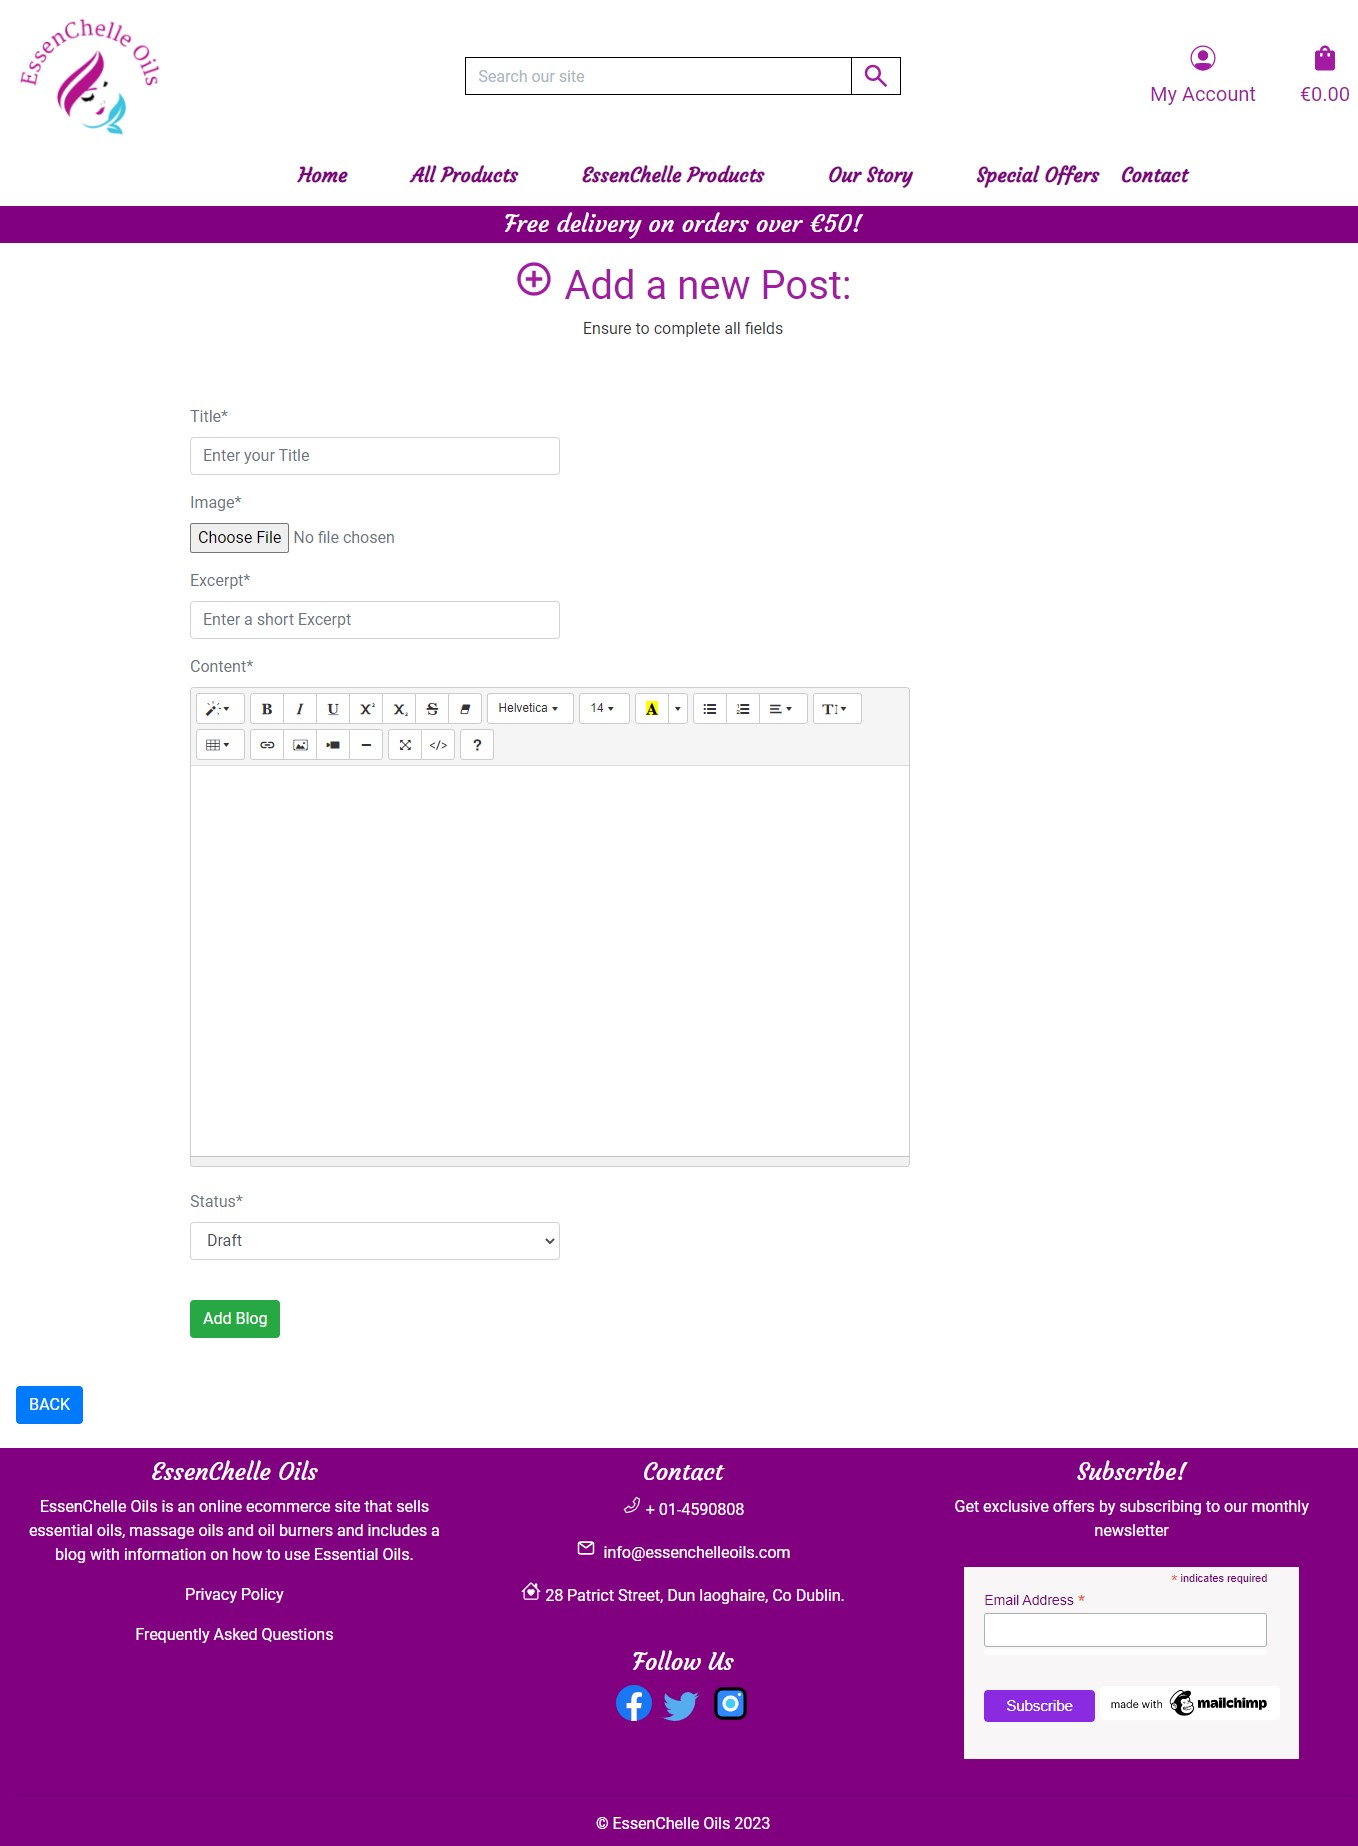 EssenChelle Oils
Search our site
My Account
€0.00
Home All Products EssenChelle Products Our Story Special Offers Contact
Free delivery on orders over €50!
Add a new Post:
Ensure to complete all fields
Title*
Enter your Title
Image*
Choose File No file chosen
Excerpt*
Enter a short Excerpt
Content*
B I U X² X₂ S Helvetica 14 A T
</> ?
Status*
Draft
Add Blog
BACK
EssenChelle Oils
EssenChelle Oils is an online ecommerce site that sells
essential oils, massage oils and oil burners and includes a
blog with information on how to use Essential Oils.
Privacy Policy
Frequently Asked Questions
Contact
+ 01-4590808
info@essenchelleoils.com
28 Patrict Street, Dun laoghaire, Co Dublin.
Follow Us
Subscribe!
Get exclusive offers by subscribing to our monthly
newsletter
* indicates required
Email Address *
Subscribe
made with mailchimp
© EssenChelle Oils 2023